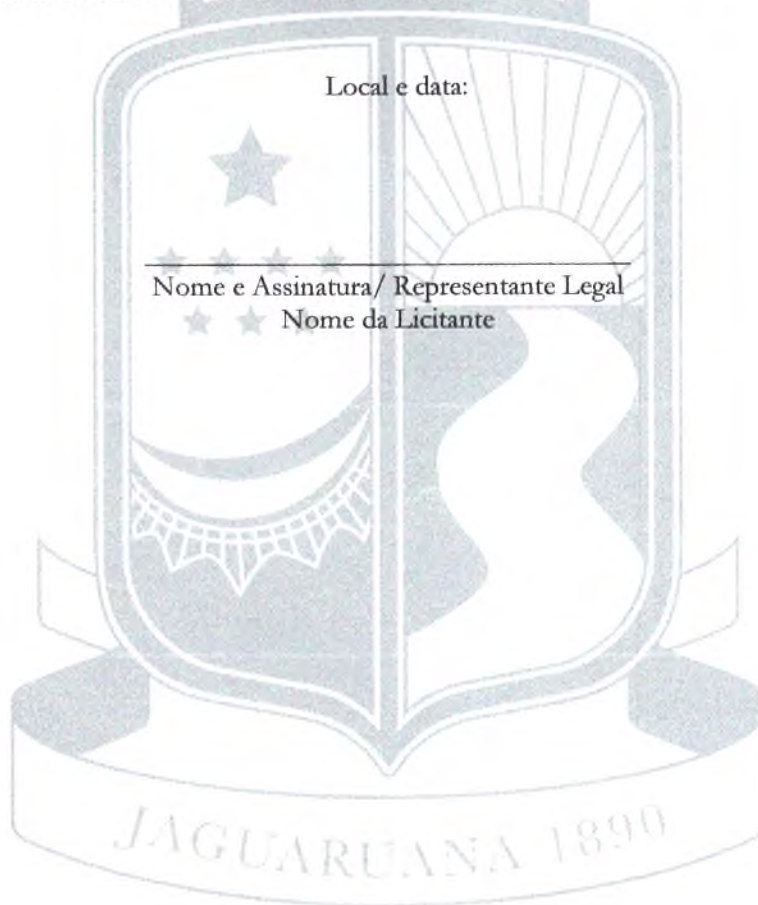 Local e data:
Nome e Assinatura/ Representante Legal
Nome da Licitante
JAGUARUANA 1890